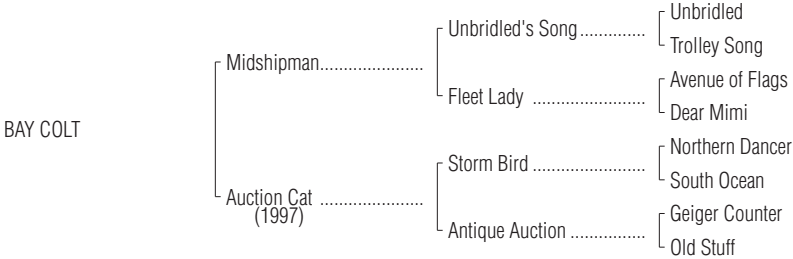 Unbridled
Unbridled's Song..............
Trolley Song
Midshipman......................
Avenue of Flags
Fleet Lady ........................
Dear Mimi
BAY COLT
Northern Dancer
Storm Bird ........................
South Ocean
Auction Cat ......................
(1997)
Geiger Counter
Antique Auction ................
Old Stuff